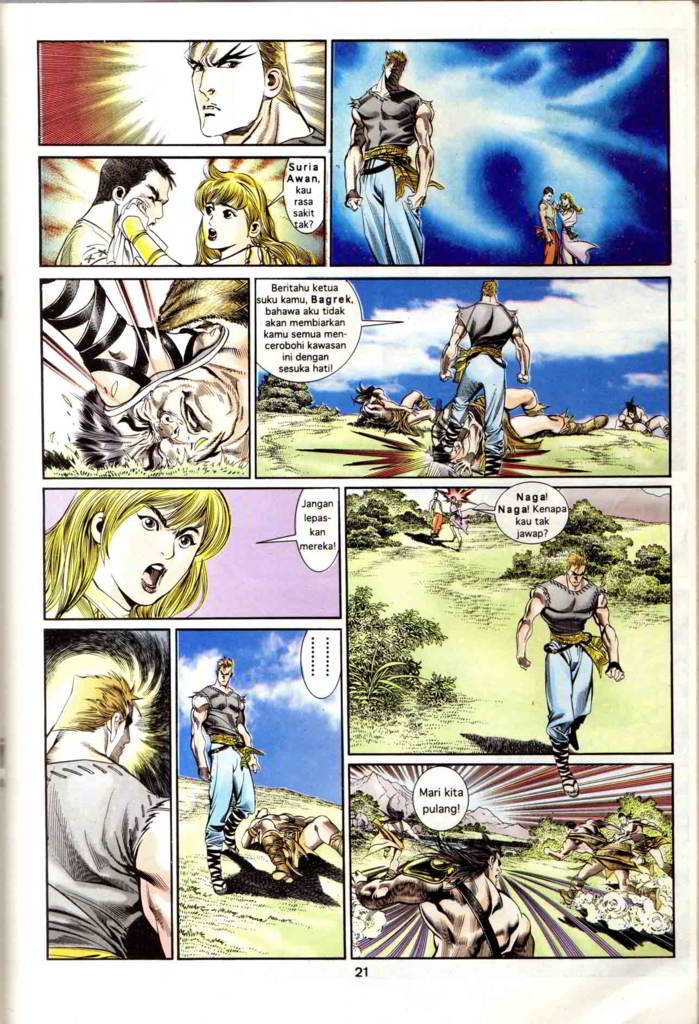 Suria
Awan,
kau
rasa
sakit
tak?
Beritahu ketua
suku kamu, Bagrek,
bahawa aku tidak
akan membiarkan
kamu semua men-
cerobohi kawasan
ini dengan
sesuka hati!
Jangan
lepas-
kan
mereka!
Naga!
Naga! Kenapa
kau tak
jawap?
Mari kita
pulang!
21